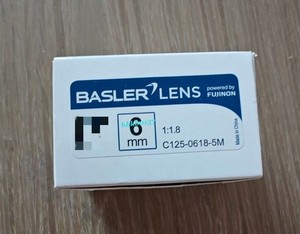 BASLER LENS powered by
FUJINON
6
mm
1:1.8
C125-0618-5M
Made in China